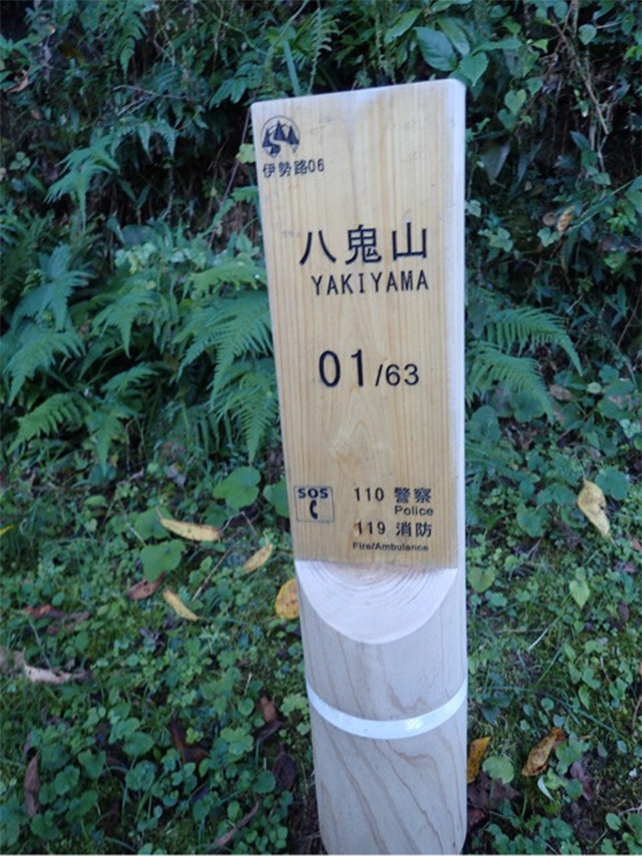 伊勢路06
八鬼山
YAKIYAMA
01/63
SOS
110 警察
Police
119 消防
Fire/Ambulance